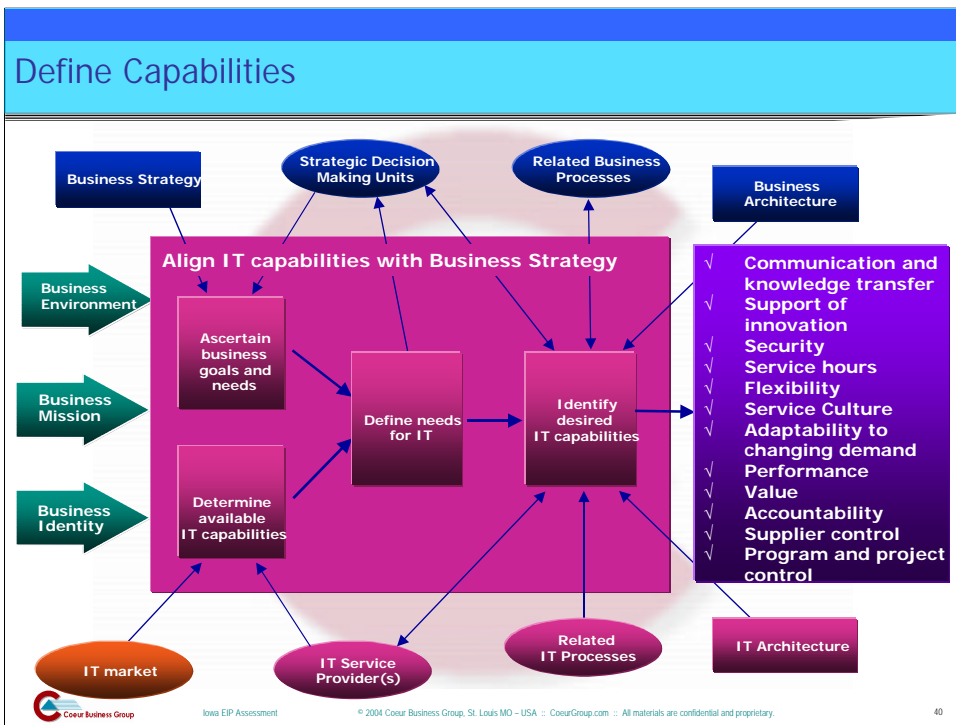 Define Capabilities
Business Strategy
Strategic Decision
Making Units
Related Business
Processes
Business
Architecture
Align IT capabilities with Business Strategy
Business
Environment
Business
Mission
Business
Identity
Ascertain
business
goals and
needs
Determine
available
IT capabilities
Define needs
for IT
Identify
desired
IT capabilities
√ Communication and
knowledge transfer
√ Support of
innovation
√ Security
√ Service hours
√ Flexibility
√ Service Culture
√ Adaptability to
changing demand
√ Performance
√ Value
√ Accountability
√ Supplier control
√ Program and project
control
IT market
IT Service
Provider(s)
Related
IT Processes
IT Architecture
Coeur Business Group
Iowa EIP Assessment
© 2004 Coeur Business Group, St. Louis MO – USA :: CoeurGroup.com :: All materials are confidential and proprietary.
40